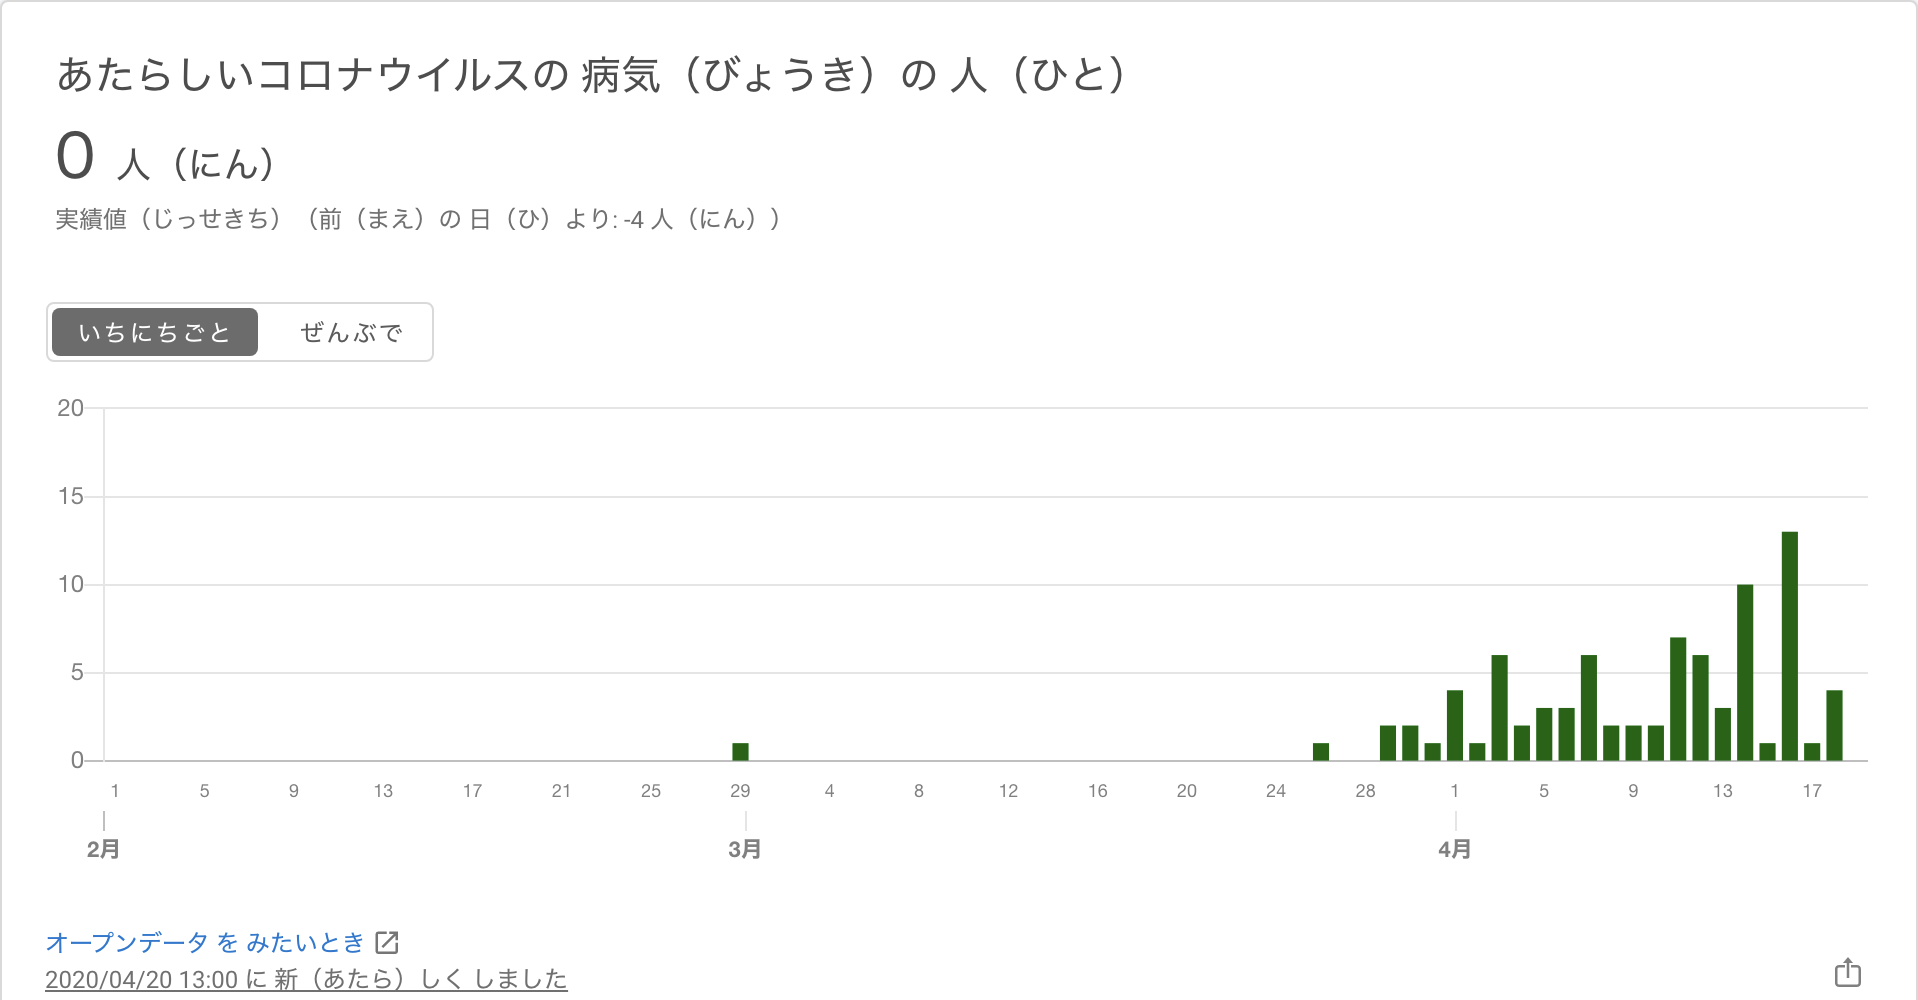 あたらしいコロナウイルスの 病気（びょうき）の 人（ひと）
0 人（にん）
実績値（じっせきち）（前（まえ）の 日（ひ）より: -4 人（にん））
いちにちごと ぜんぶで
20
15
10
5
0
1 5 9 13 17 21 25 29 4 8 12 16 20 24 28 1 5 9 13 17
2月 3月 4月
オープンデータ を みたいとき
2020/04/20 13:00 に 新（あたら）しく しました